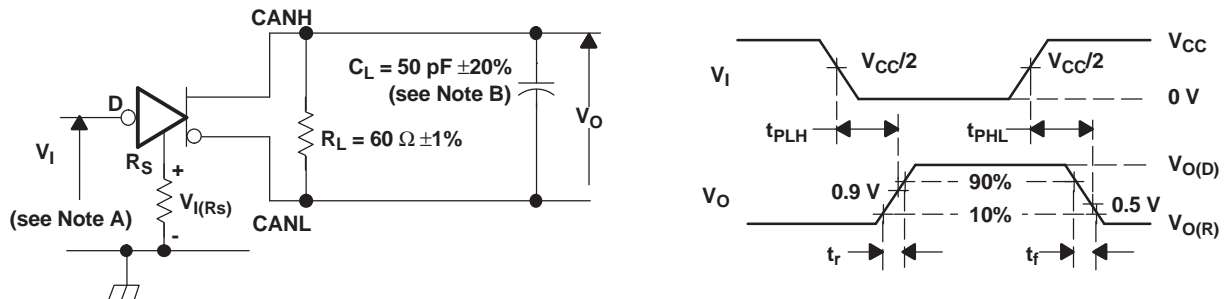 CANH
C_L = 50 pF ±20%
(see Note B)
D
V_O
V_I
R_L = 60 Ω ±1%
R_S
+
V_I(Rs)
(see Note A)
-
CANL
V_CC
V_I
V_CC/2
V_CC/2
0 V
t_PLH
t_PHL
V_O(D)
90%
0.9 V
V_O
10%
0.5 V
V_O(R)
t_r
t_f